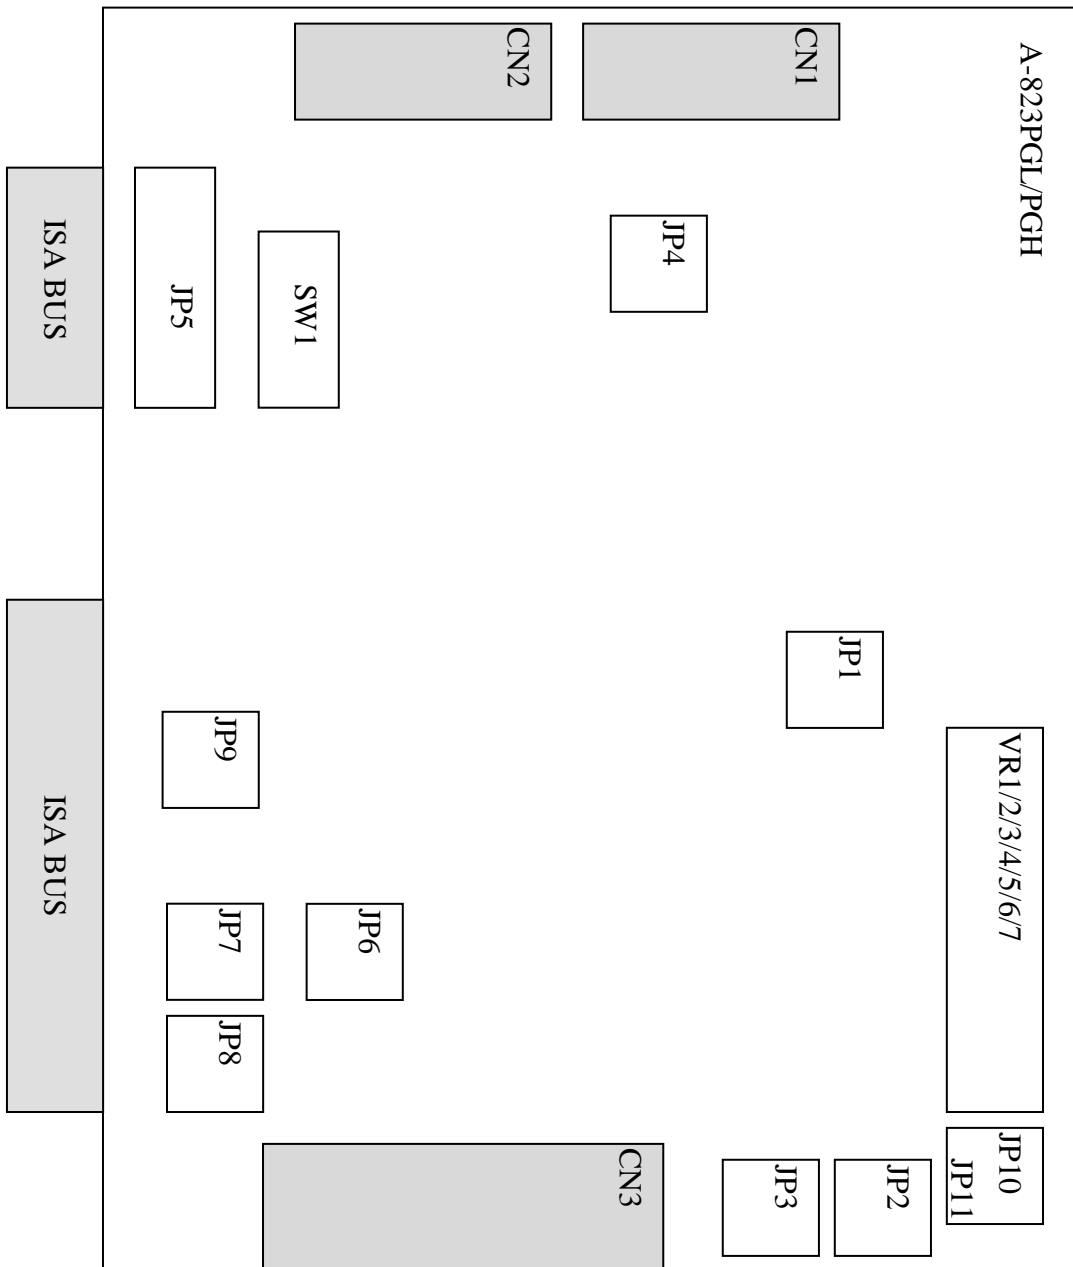 A-823PGL/PGH
CN2
CN1
JP4
ISA BUS
JP5
SW1
JP1
VR1/2/3/4/5/6/7
JP9
ISA BUS
JP7
JP6
JP8
CN3
JP3
JP2
JP10
JP11